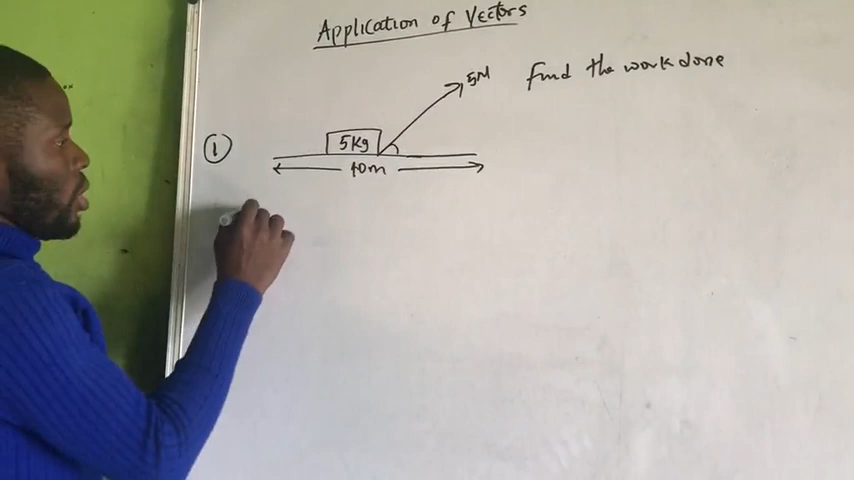 Application of Vectors
5N find the work done
① 5kg
10m